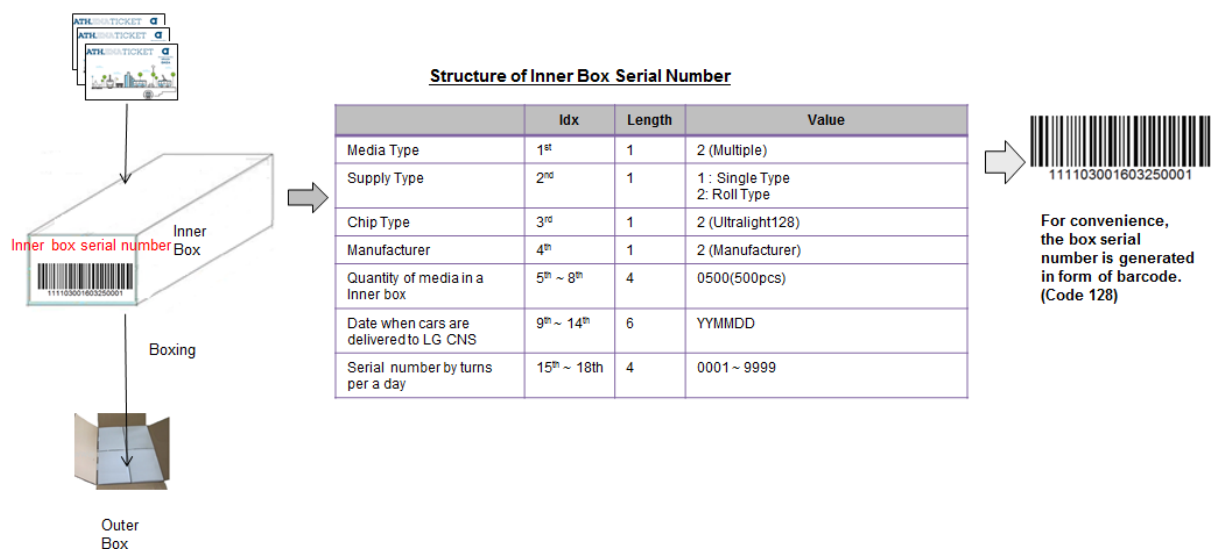 ATH.ENATICKET
ATH.ENATICKET
ATH.ENATICKET
Structure of Inner Box Serial Number
Idx Length Value
Media Type 1st 1 2 (Multiple)
Supply Type 2nd 1 1 : Single Type
2: Roll Type
Chip Type 3rd 1 2 (Ultralight128)
Manufacturer 4th 1 2 (Manufacturer)
Quantity of media in a
Inner box 5th ~ 8th 4 0500(500pcs)
Date when cars are
delivered to LG CNS 9th ~ 14th 6 YYMMDD
Serial number by turns
per a day 15th ~ 18th 4 0001 ~ 9999
111103001603250001
For convenience,
the box serial
number is generated
in form of barcode.
(Code 128)
Inner
Box
Inner box serial number
111103001603250001
Boxing
Outer
Box